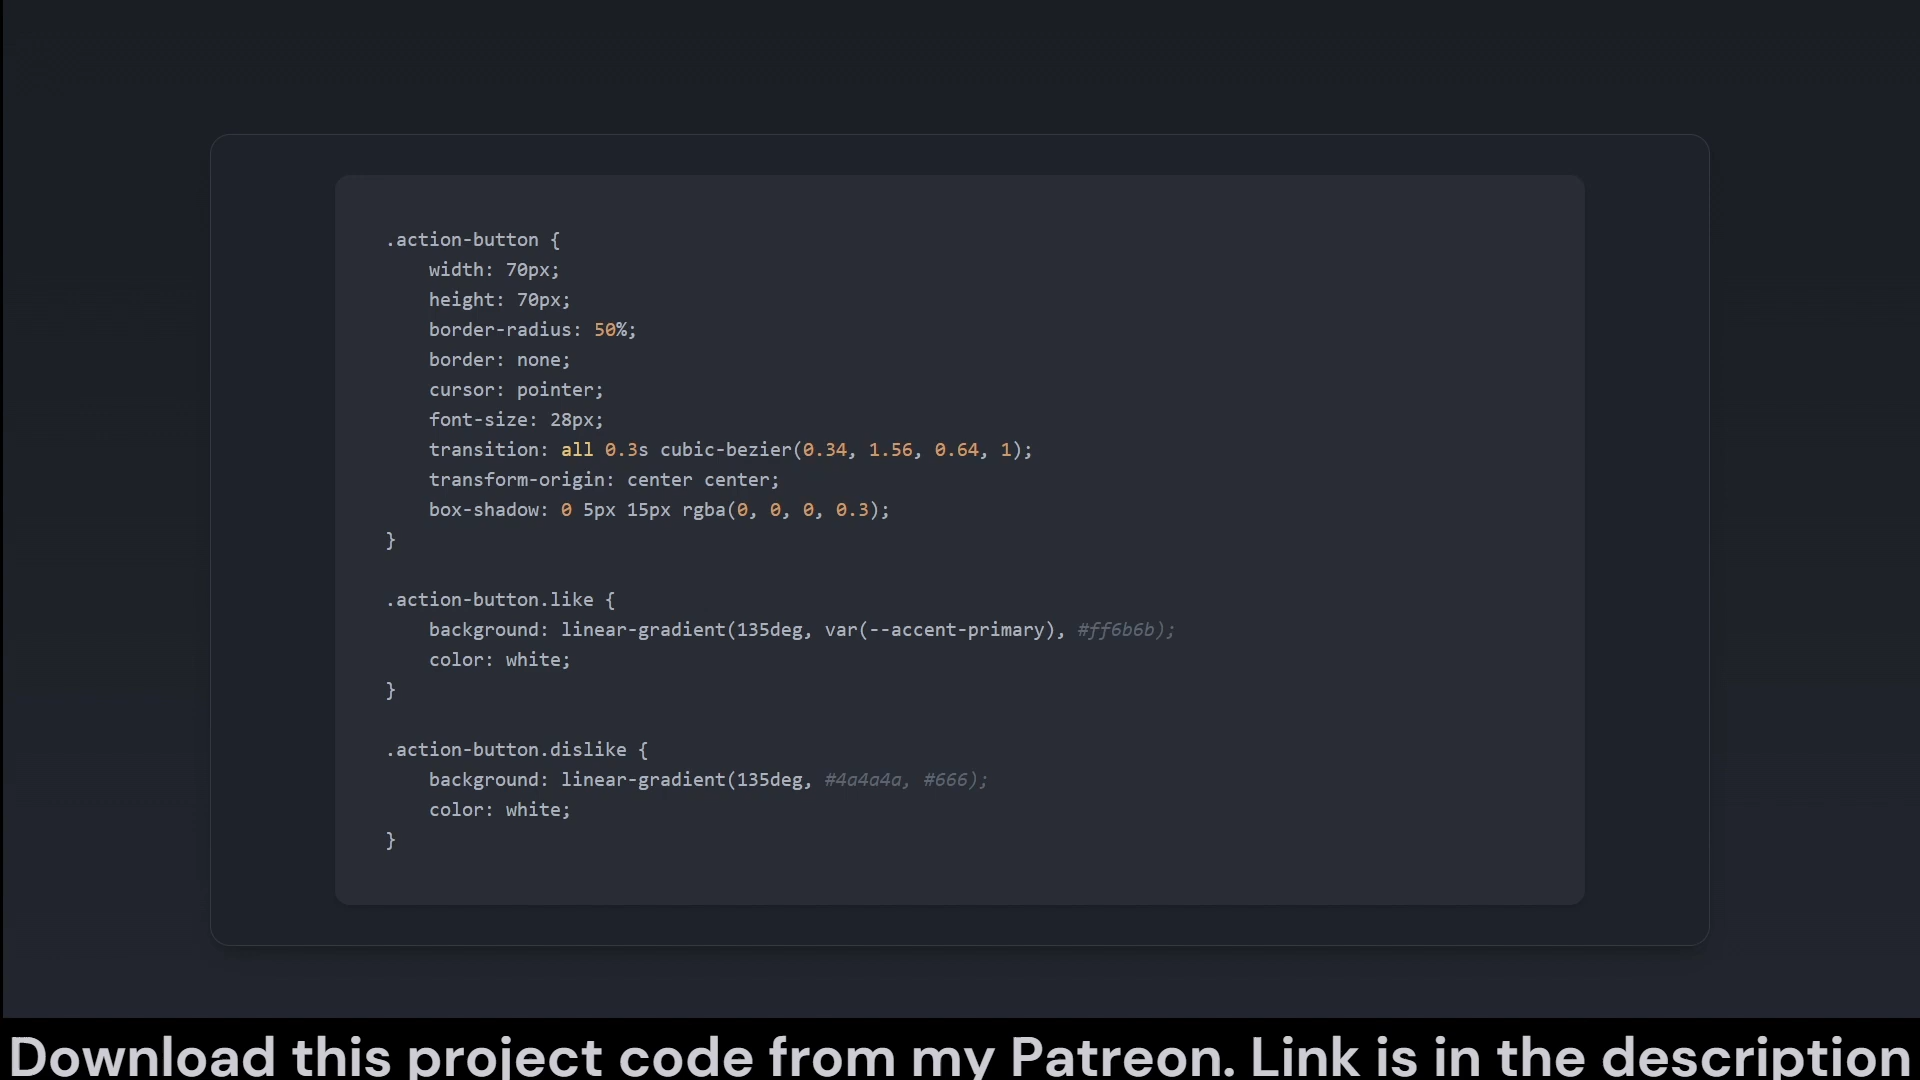 .action-button {
    width: 70px;
    height: 70px;
    border-radius: 50%;
    border: none;
    cursor: pointer;
    font-size: 28px;
    transition: all 0.3s cubic-bezier(0.34, 1.56, 0.64, 1);
    transform-origin: center center;
    box-shadow: 0 5px 15px rgba(0, 0, 0, 0.3);
}

.action-button.like {
    background: linear-gradient(135deg, var(--accent-primary), #ff6b6b);
    color: white;
}

.action-button.dislike {
    background: linear-gradient(135deg, #4a4a4a, #666);
    color: white;
}
Download this project code from my Patreon. Link is in the description